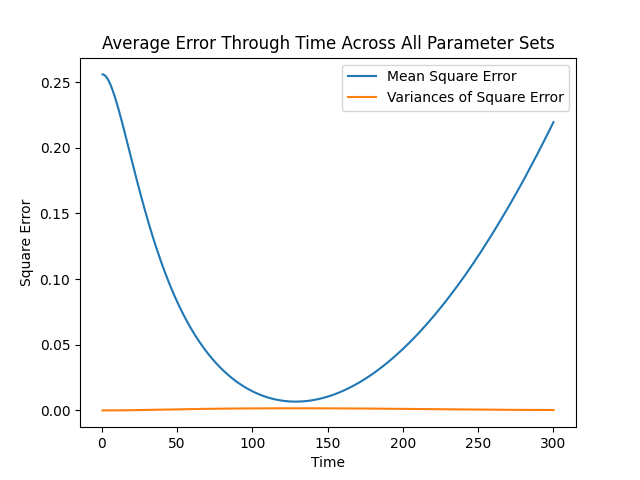 Average Error Through Time Across All Parameter Sets
Mean Square Error
Variances of Square Error
Square Error
0.25
0.20
0.15
0.10
0.05
0.00
0 50 100 150 200 250 300
Time